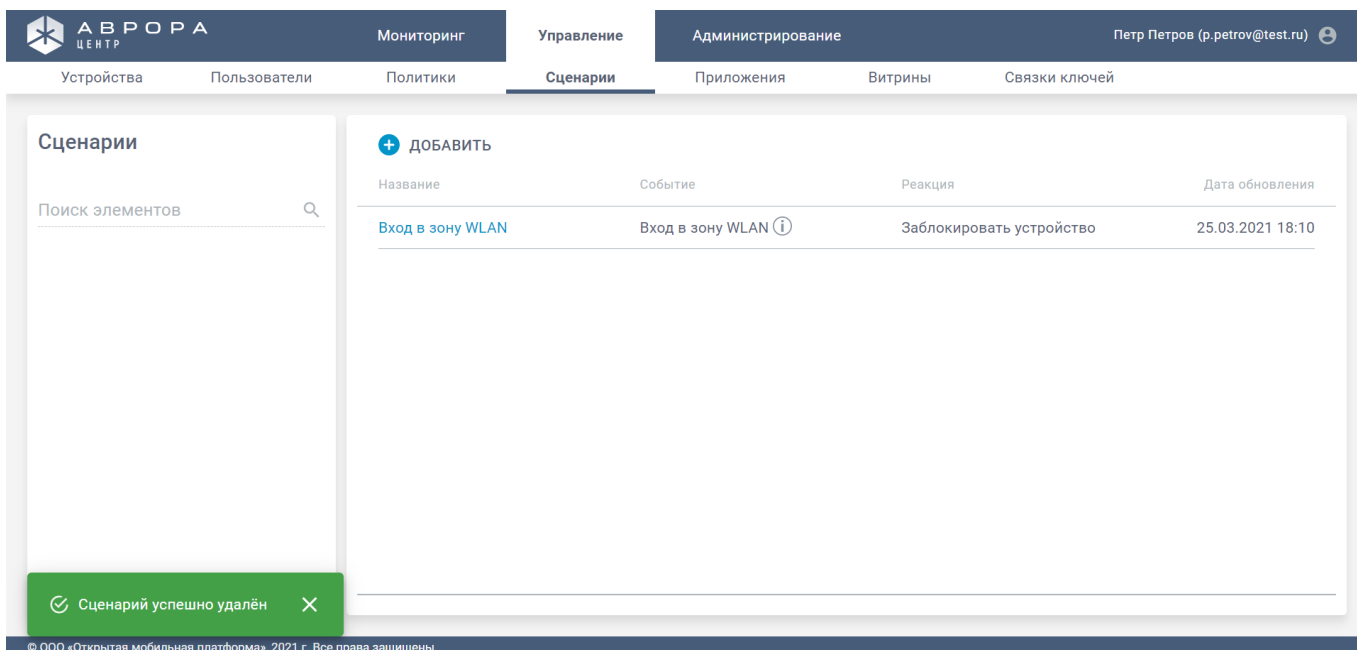 АВРОРА
ЦЕНТР
Мониторинг Управление Администрирование Петр Петров (p.petrov@test.ru)
Устройства Пользователи Политики Сценарии Приложения Витрины Связки ключей
Сценарии
Поиск элементов
ДОБАВИТЬ
Название Событие Реакция Дата обновления
Вход в зону WLAN Вход в зону WLAN Заблокировать устройство 25.03.2021 18:10
Сценарий успешно удалён
© ООО «Открытая мобильная платформа», 2021 г. Все права защищены